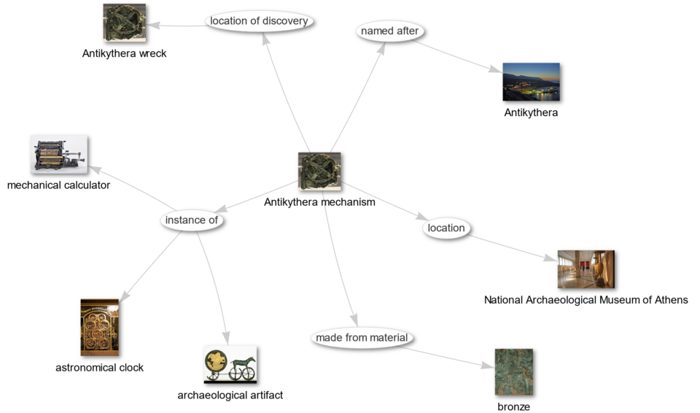 location of discovery
named after
Antikythera wreck
Antikythera
mechanical calculator
Antikythera mechanism
instance of
location
National Archaeological Museum of Athens
made from material
astronomical clock
archaeological artifact
bronze